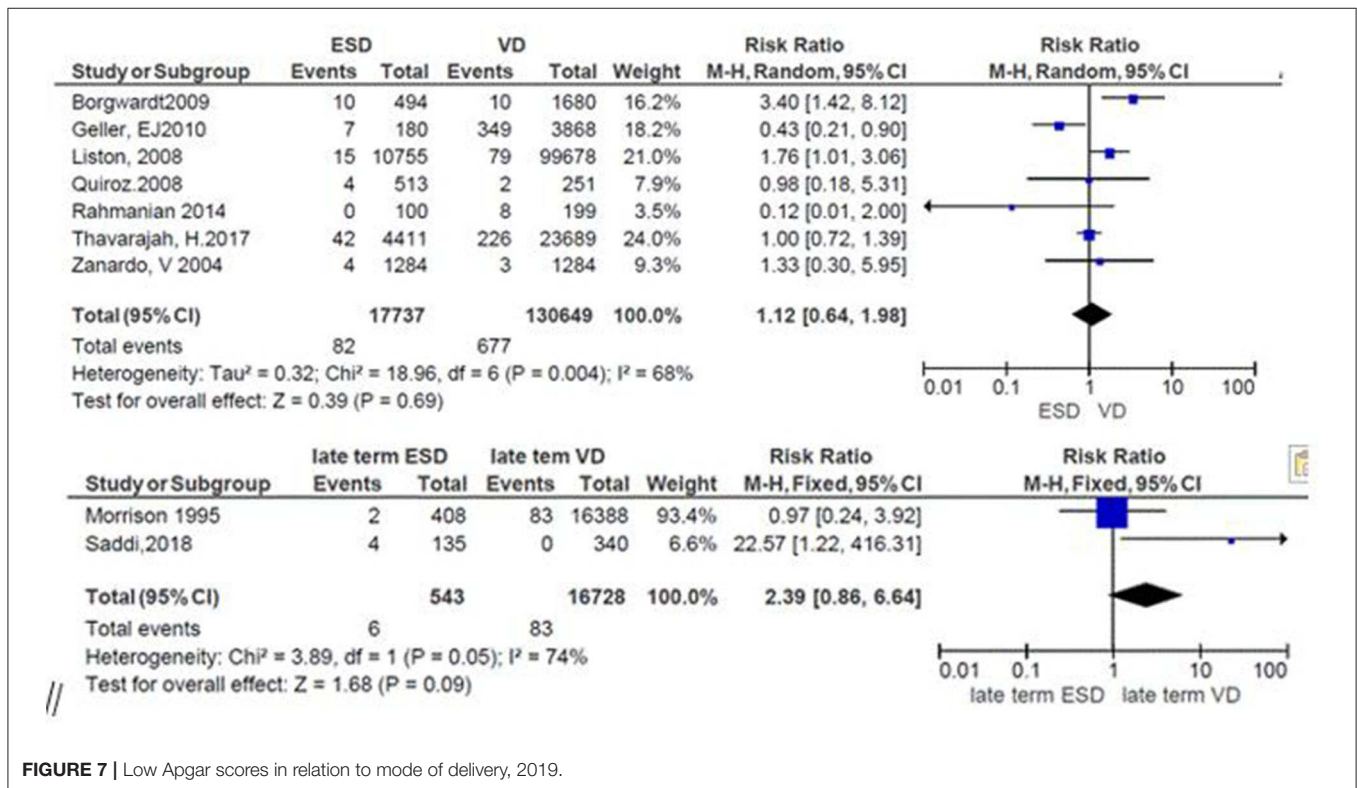 ESD VD Risk Ratio Risk Ratio
Study or Subgroup Events Total Events Total Weight M-H, Random, 95% CI M-H, Random, 95% CI
Borgwardt2009 10 494 10 1680 16.2% 3.40 [1.42, 8.12]
Geller, EJ2010 7 180 349 3868 18.2% 0.43 [0.21, 0.90]
Liston, 2008 15 10755 79 99678 21.0% 1.76 [1.01, 3.06]
Quiroz.2008 4 513 2 251 7.9% 0.98 [0.18, 5.31]
Rahmanian 2014 0 100 8 199 3.5% 0.12 [0.01, 2.00]
Thavarajah, H.2017 42 4411 226 23689 24.0% 1.00 [0.72, 1.39]
Zanardo, V 2004 4 1284 3 1284 9.3% 1.33 [0.30, 5.95]
Total (95% CI) 17737 130649 100.0% 1.12 [0.64, 1.98]
Total events 82 677
Heterogeneity: Tau² = 0.32; Chi² = 18.96, df = 6 (P = 0.004); I² = 68%
Test for overall effect: Z = 0.39 (P = 0.69)
0.01 0.1 1 10 100
ESD VD
late term ESD late tem VD Risk Ratio Risk Ratio
Study or Subgroup Events Total Events Total Weight M-H, Fixed, 95% CI M-H, Fixed, 95% CI
Morrison 1995 2 408 83 16388 93.4% 0.97 [0.24, 3.92]
Saddi,2018 4 135 0 340 6.6% 22.57 [1.22, 416.31]
Total (95% CI) 543 16728 100.0% 2.39 [0.86, 6.64]
Total events 6 83
Heterogeneity: Chi² = 3.89, df = 1 (P = 0.05); I² = 74%
Test for overall effect: Z = 1.68 (P = 0.09)
0.01 0.1 1 10 100
late term ESD late term VD
FIGURE 7 | Low Apgar scores in relation to mode of delivery, 2019.